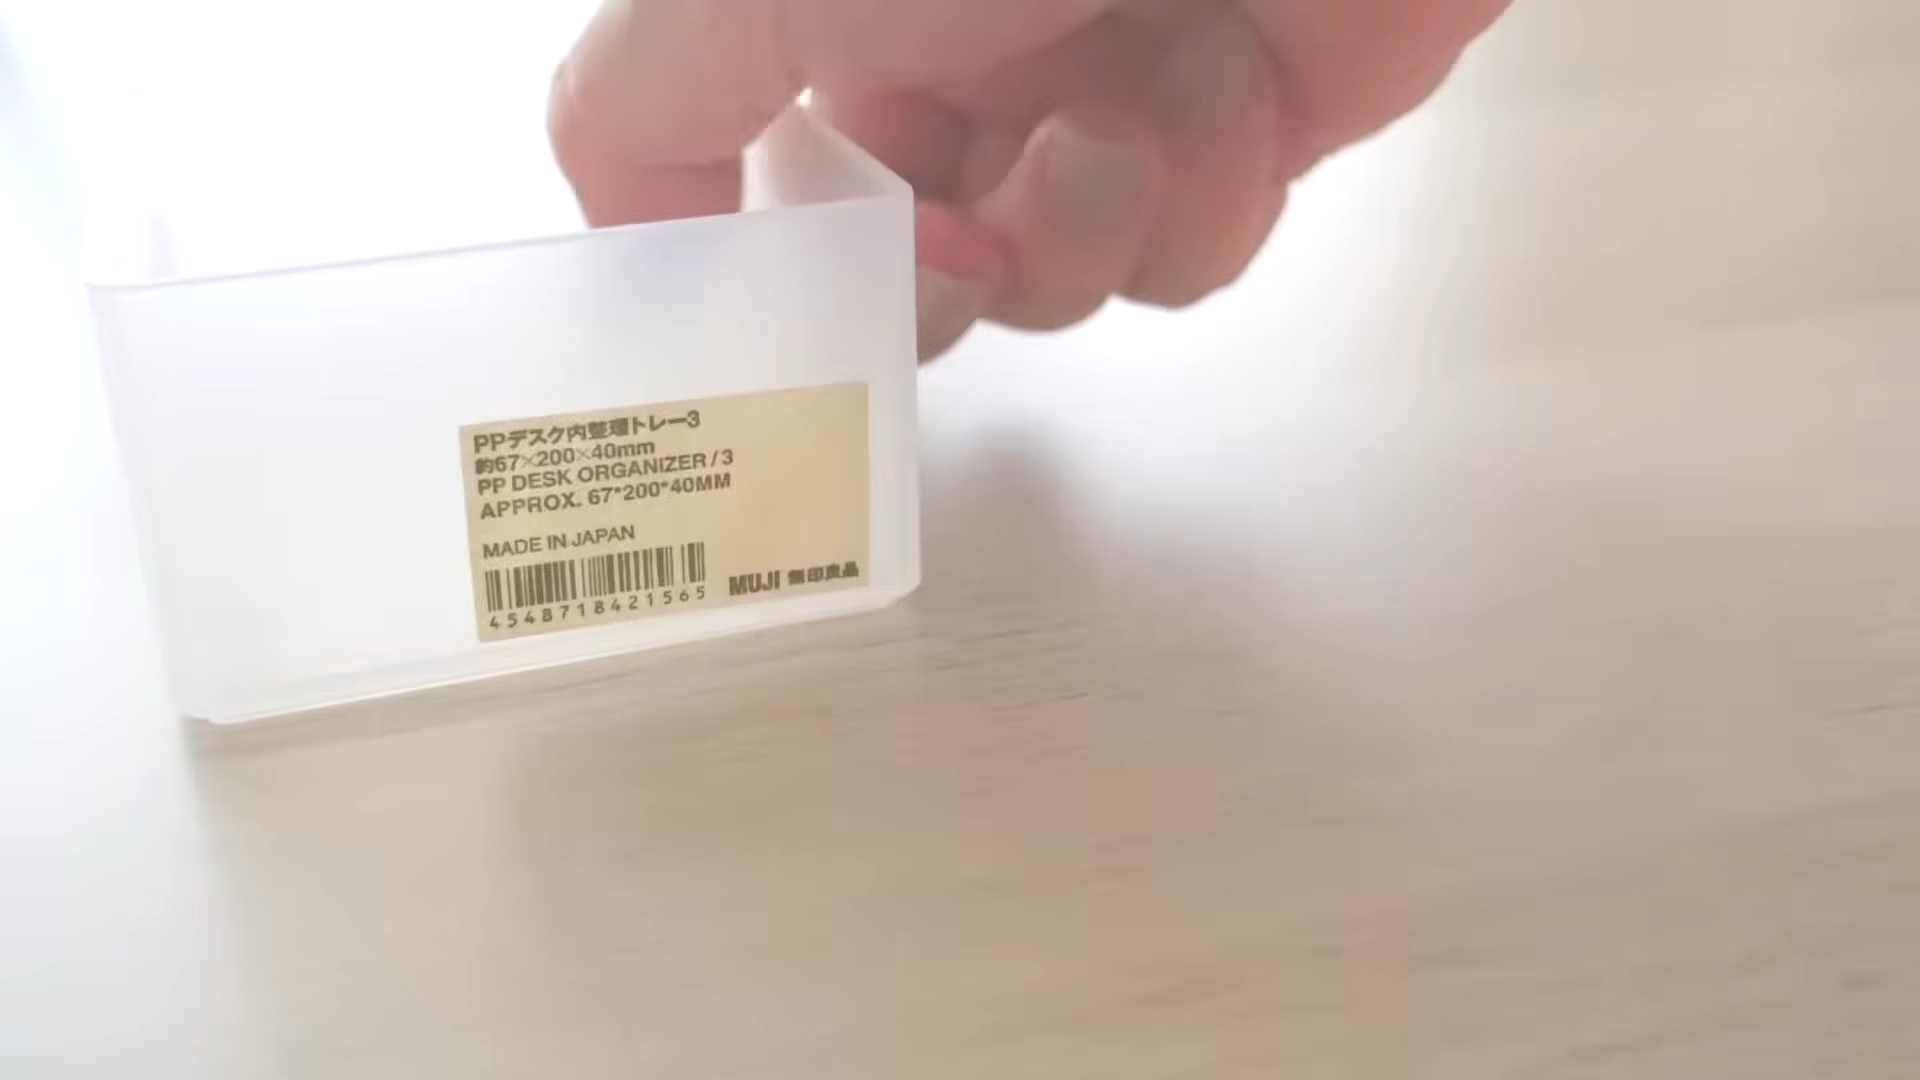 PPデスク内整理トレー3
約67×200×40mm
PP DESK ORGANIZER / 3
APPROX. 67*200*40MM
MADE IN JAPAN
4548718421565
MUJI 無印良品